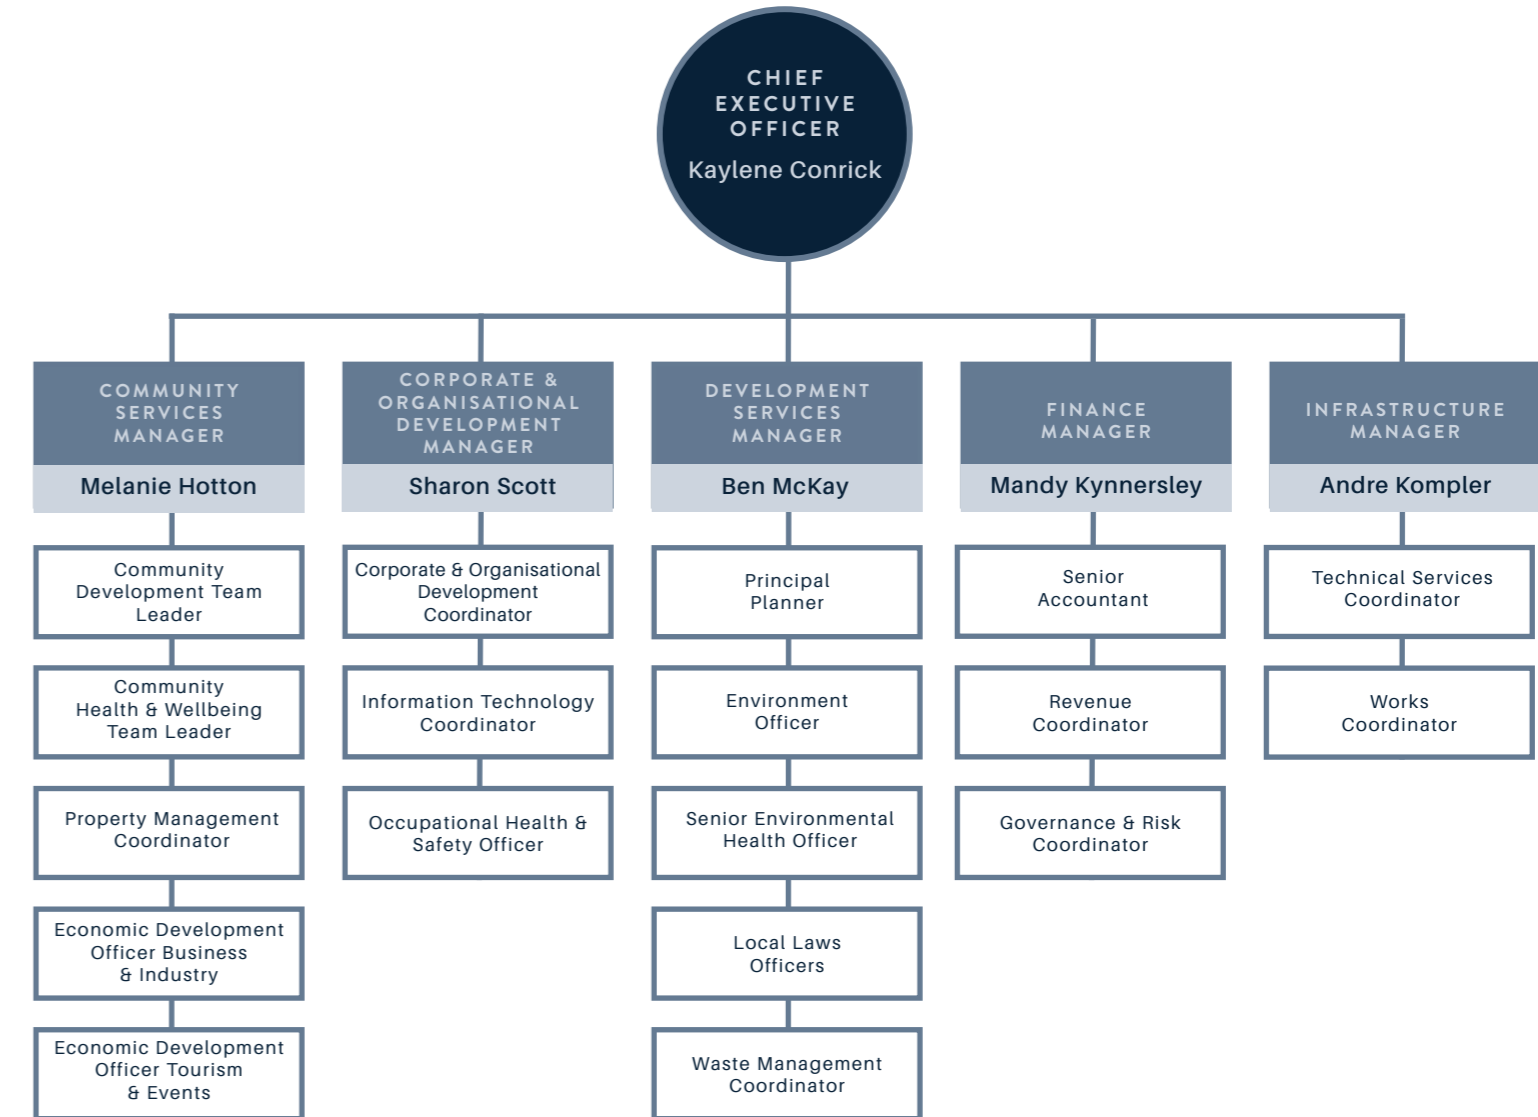 CHIEF
EXECUTIVE
OFFICER
Kaylene Conrick
COMMUNITY
SERVICES
MANAGER
Melanie Hotton
Community
Development Team
Leader
Community
Health & Wellbeing
Team Leader
Property Management
Coordinator
Economic Development
Officer Business
& Industry
Economic Development
Officer Tourism
& Events
CORPORATE &
ORGANISATIONAL
DEVELOPMENT
MANAGER
Sharon Scott
Corporate & Organisational
Development
Coordinator
Information Technology
Coordinator
Occupational Health &
Safety Officer
DEVELOPMENT
SERVICES
MANAGER
Ben McKay
Principal
Planner
Environment
Officer
Senior Environmental
Health Officer
Local Laws
Officers
Waste Management
Coordinator
FINANCE
MANAGER
Mandy Kynnersley
Senior
Accountant
Revenue
Coordinator
Governance & Risk
Coordinator
INFRASTRUCTURE
MANAGER
Andre Kompler
Technical Services
Coordinator
Works
Coordinator